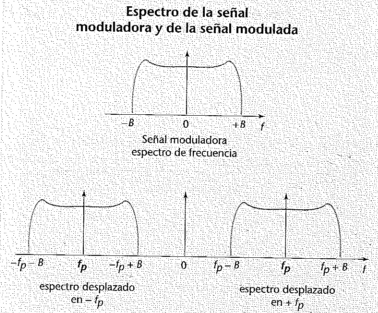 Espectro de la señal
moduladora y de la señal modulada
-B 0 +B f
Señal moduladora
espectro de frecuencia
-fp - B fp -fp + B 0 fp - B fp fp + B f
espectro desplazado
en - fp
espectro desplazado
en + fp